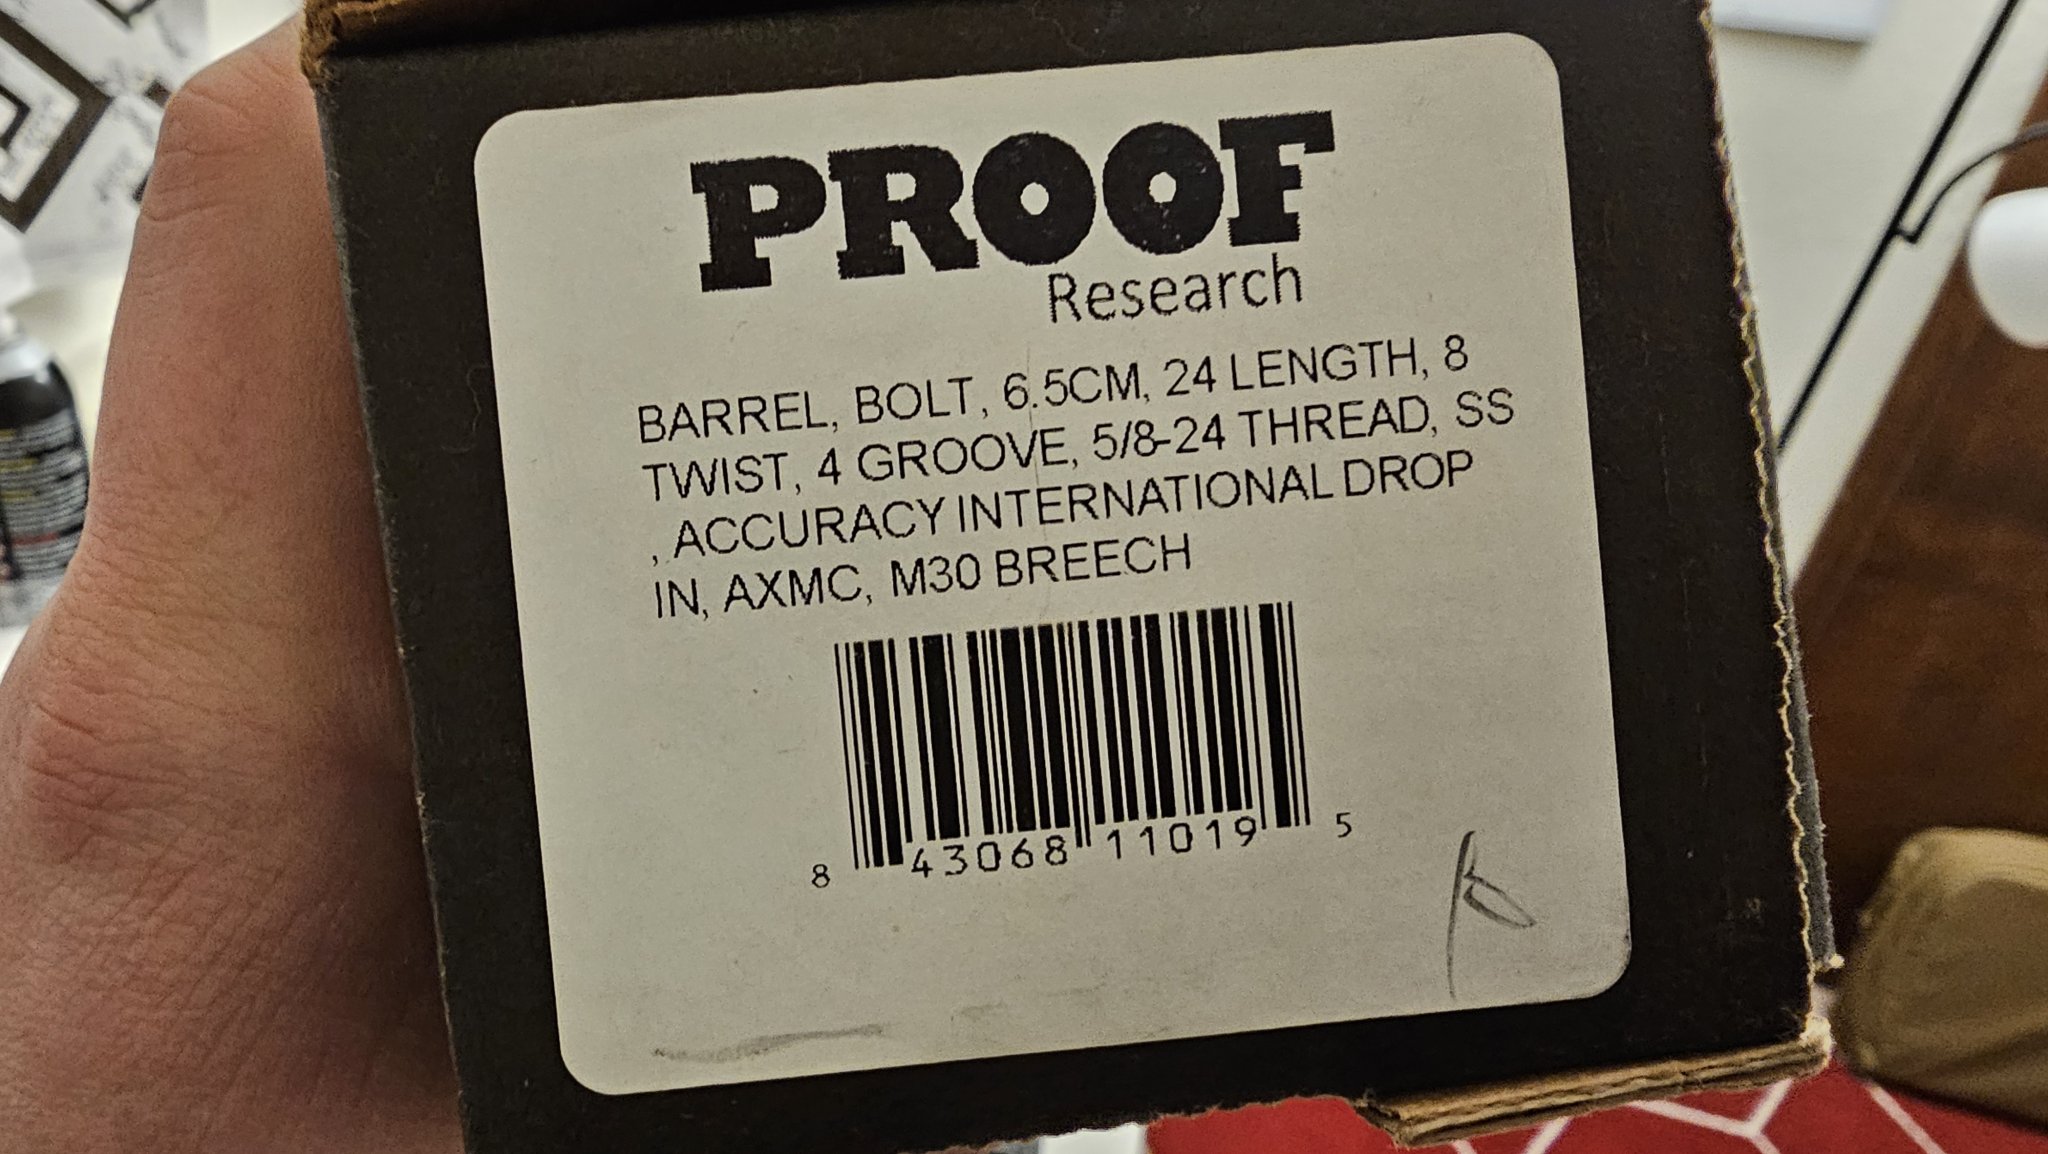 PROOF
Research
BARREL, BOLT, 6.5CM, 24 LENGTH, 8
TWIST, 4 GROOVE, 5/8-24 THREAD, SS
, ACCURACY INTERNATIONAL DROP
IN, AXMC, M30 BREECH
8 43068 11019 5